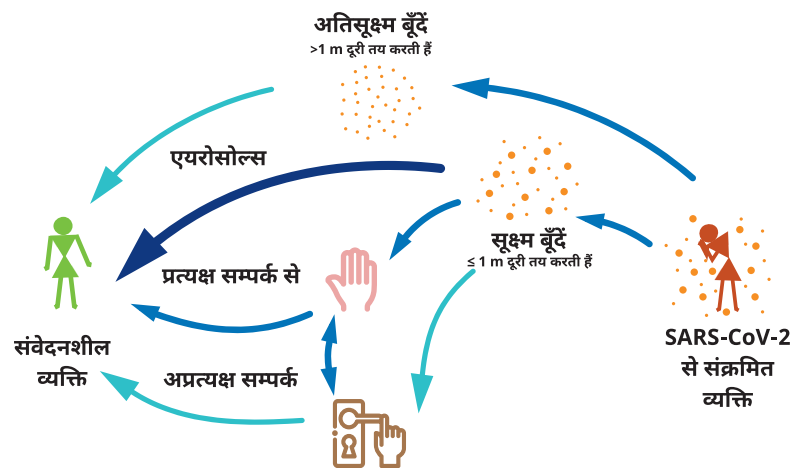 अतिसूक्ष्म बूँदें
>1 m दूरी तय करती हैं
एयरोसोल्स
सूक्ष्म बूँदें
≤ 1 m दूरी तय करती हैं
प्रत्यक्ष सम्पर्क से
SARS-CoV-2
से संक्रमित
व्यक्ति
संवेदनशील
व्यक्ति
अप्रत्यक्ष सम्पर्क